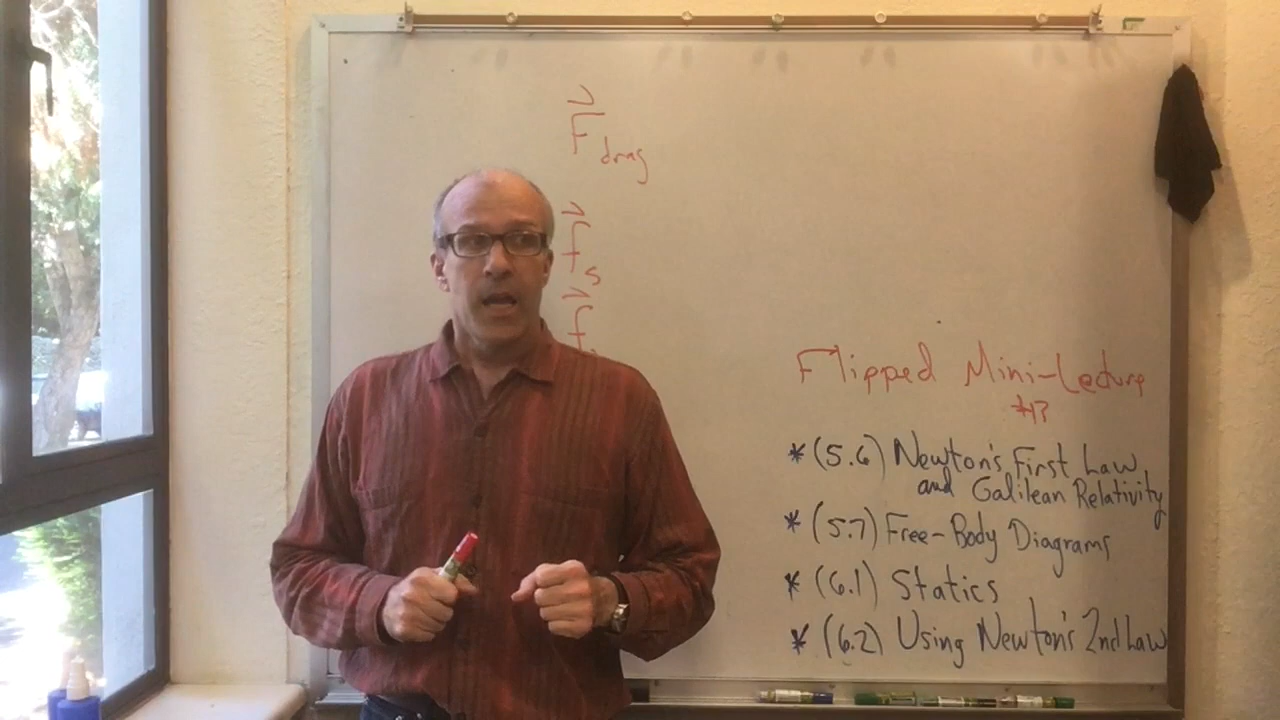 F drag
f s
f
Flipped Mini-Lecture
#13
* (5.6) Newton's First Law
and Galilean Relativity
* (5.7) Free-Body Diagrams
* (6.1) Statics
* (6.2) Using Newton's 2nd Law